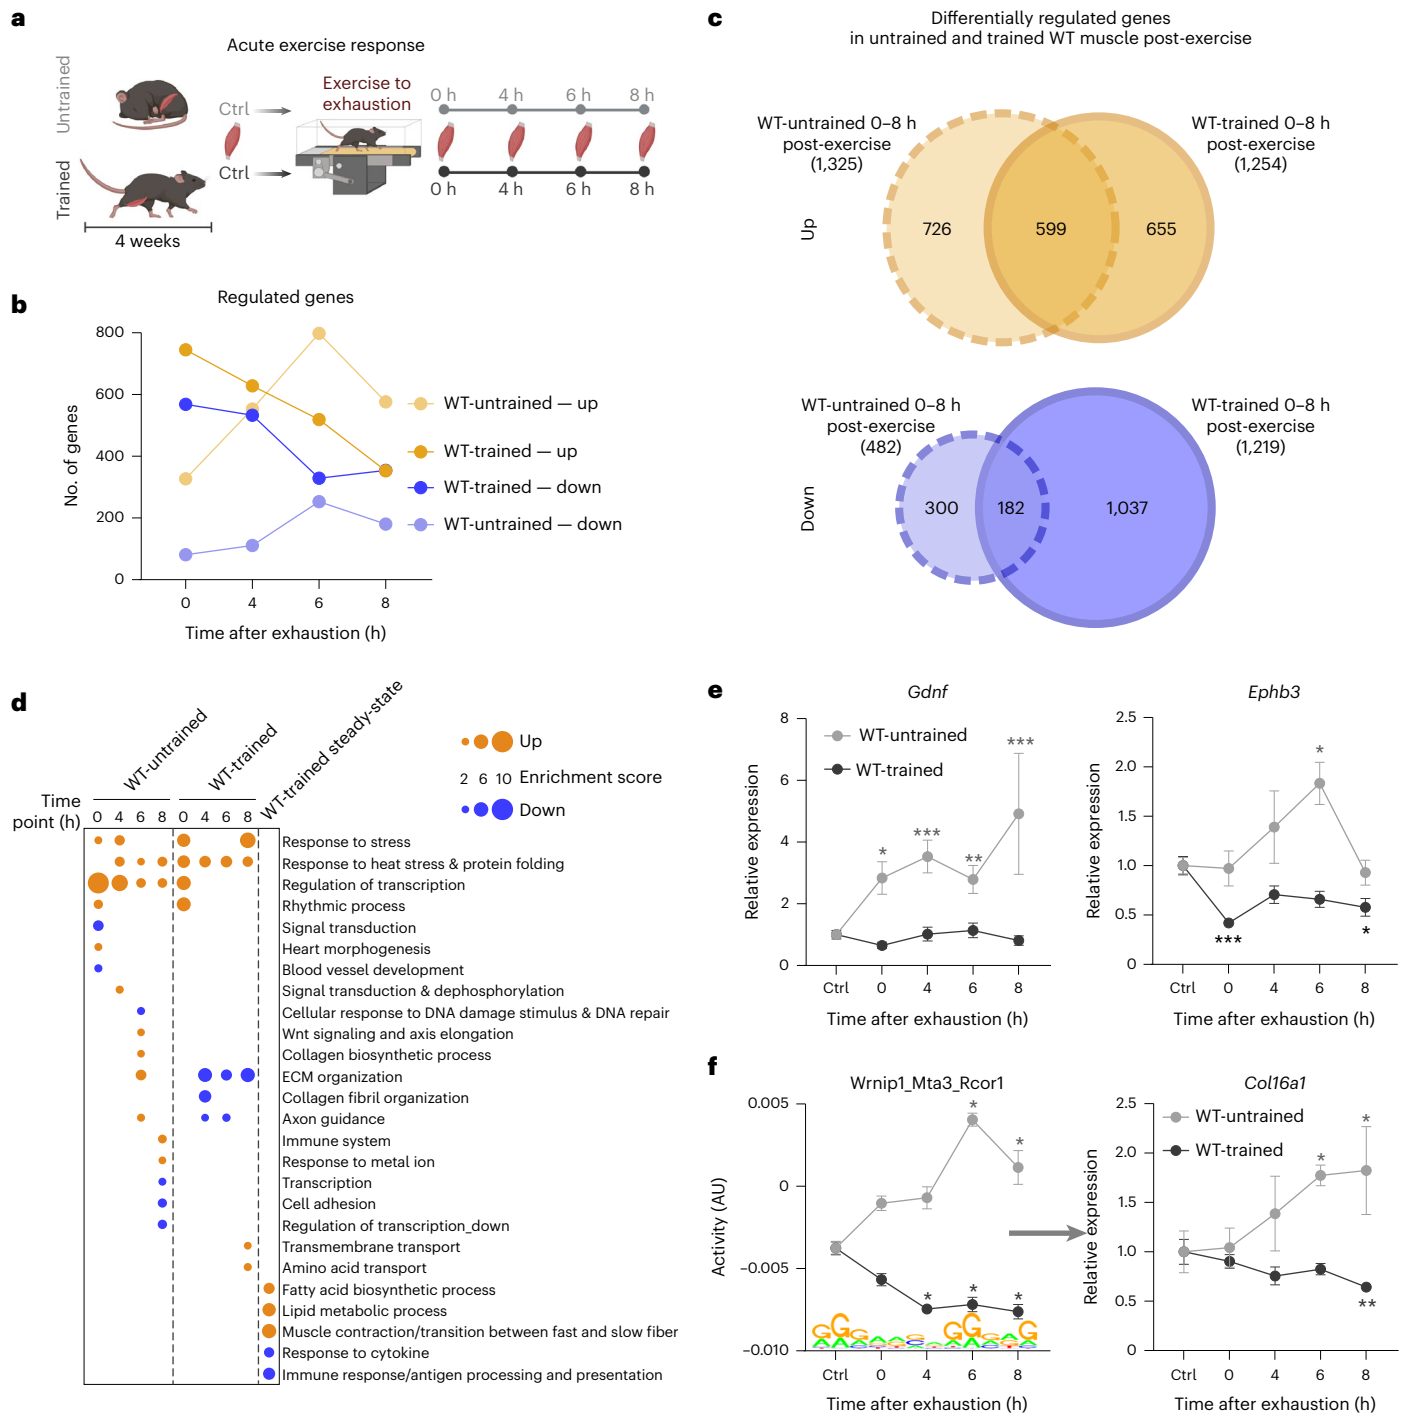 a
Acute exercise response
Untrained
Trained
Ctrl
Ctrl
Exercise to
exhaustion
0 h 4 h 6 h 8 h
0 h 4 h 6 h 8 h
4 weeks
b
Regulated genes
No. of genes
800
600
400
200
0
0 4 6 8
Time after exhaustion (h)
WT-untrained — up
WT-trained — up
WT-trained — down
WT-untrained — down
c
Differentially regulated genes
in untrained and trained WT muscle post-exercise
Up
WT-untrained 0–8 h
post-exercise
(1,325)
WT-trained 0–8 h
post-exercise
(1,254)
726 599 655
Down
WT-untrained 0–8 h
post-exercise
(482)
WT-trained 0–8 h
post-exercise
(1,219)
300 182 1,037
d
WT-untrained
WT-trained
WT-trained steady-state
Time
point (h)
0 4 6 8 0 4 6 8
Up
2 6 10 Enrichment score
Down
Response to stress
Response to heat stress & protein folding
Regulation of transcription
Rhythmic process
Signal transduction
Heart morphogenesis
Blood vessel development
Signal transduction & dephosphorylation
Cellular response to DNA damage stimulus & DNA repair
Wnt signaling and axis elongation
Collagen biosynthetic process
ECM organization
Collagen fibril organization
Axon guidance
Immune system
Response to metal ion
Transcription
Cell adhesion
Regulation of transcription_down
Transmembrane transport
Amino acid transport
Fatty acid biosynthetic process
Lipid metabolic process
Muscle contraction/transition between fast and slow fiber
Response to cytokine
Immune response/antigen processing and presentation
e
Gdnf
Relative expression
8
6
4
2
0
WT-untrained
WT-trained
* *** ** ***
Ctrl 0 4 6 8
Time after exhaustion (h)
Ephb3
Relative expression
2.5
2.0
1.5
1.0
0.5
0
*
*** *
Ctrl 0 4 6 8
Time after exhaustion (h)
f
Wrnip1_Mta3_Rcor1
Activity (AU)
0.005
0
–0.005
–0.010
* *
* * *
Ctrl 0 4 6 8
Time after exhaustion (h)
Col16a1
Relative expression
2.5
2.0
1.5
1.0
0.5
0
WT-untrained
WT-trained
* *
**
Ctrl 0 4 6 8
Time after exhaustion (h)